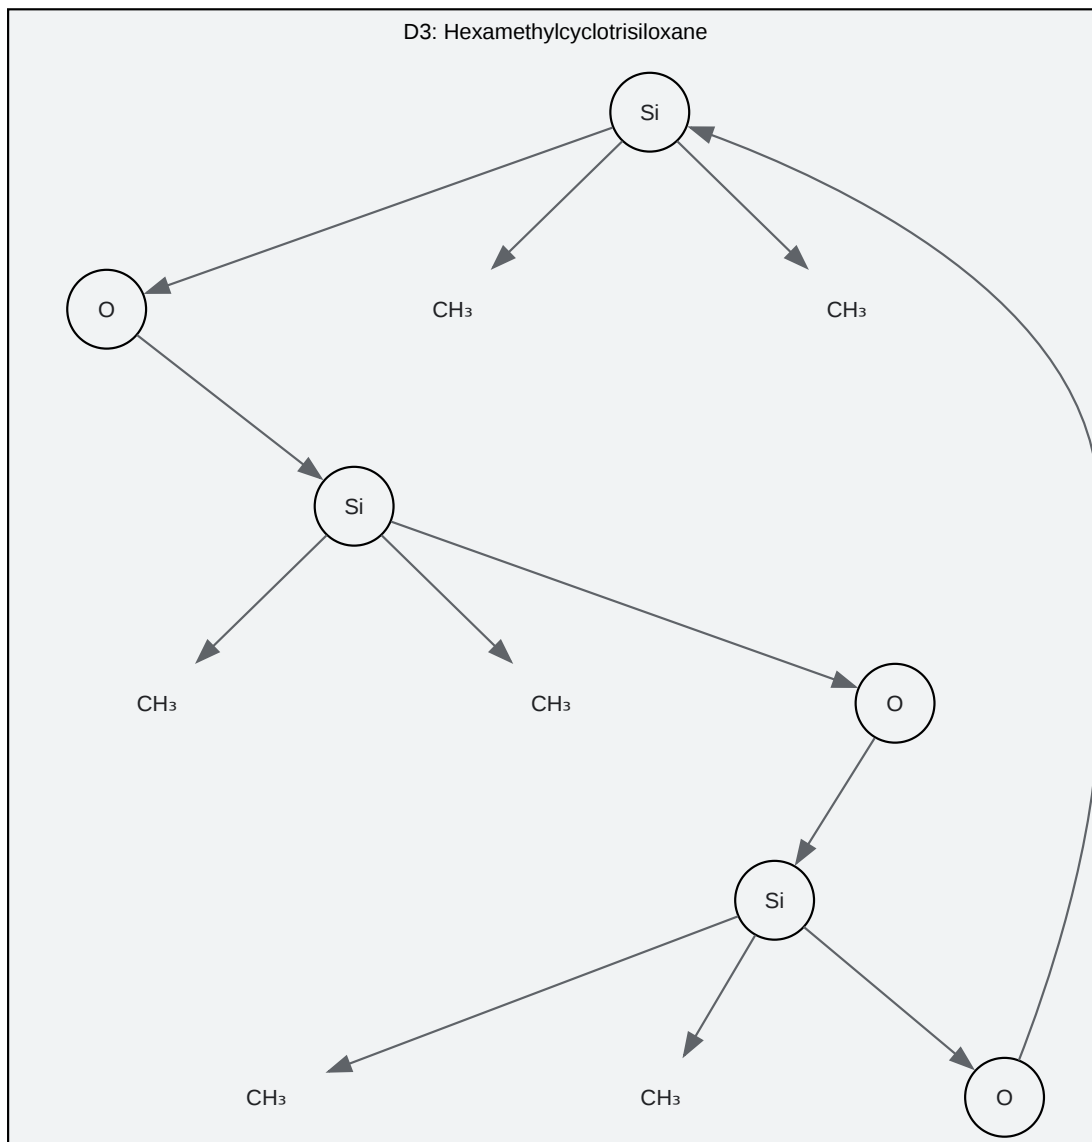 D3: Hexamethylcyclotrisiloxane
Si
O
CH₃
CH₃
Si
CH₃
CH₃
O
Si
CH₃
CH₃
O